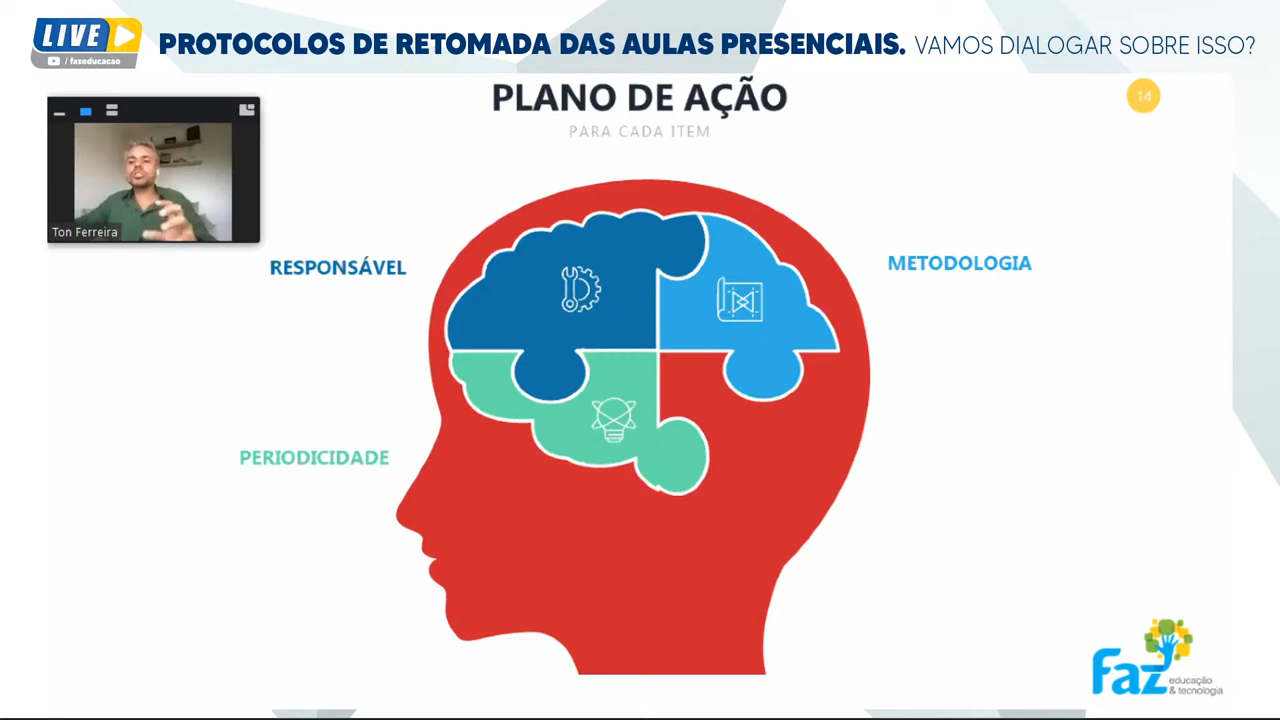 LIVE
/ fazeducacao
PROTOCOLOS DE RETOMADA DAS AULAS PRESENCIAIS. VAMOS DIALOGAR SOBRE ISSO?
PLANO DE AÇÃO
14
PARA CADA ITEM
Ton Ferreira
RESPONSÁVEL
METODOLOGIA
PERIODICIDADE
faz
educação
& tecnologia